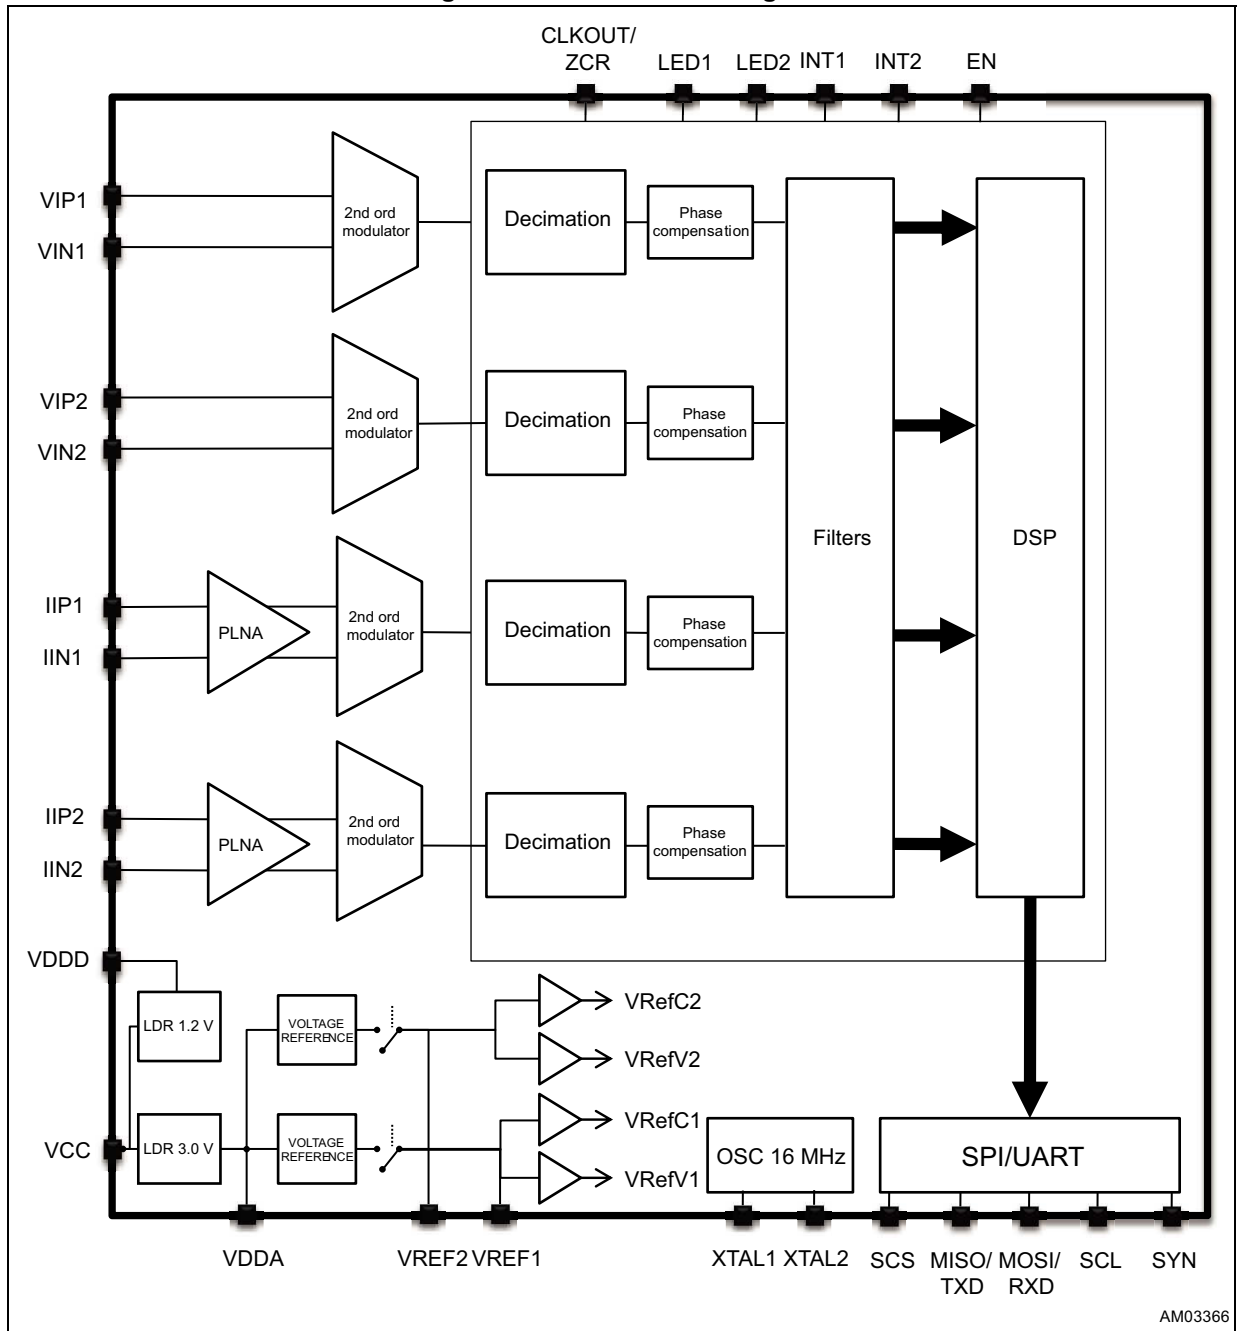 CLKOUT/
ZCR
LED1
LED2
INT1
INT2
EN
VIP1
VIN1
2nd ord
modulator
Decimation
Phase
compensation
VIP2
VIN2
2nd ord
modulator
Decimation
Phase
compensation
Filters
DSP
IIP1
IIN1
PLNA
2nd ord
modulator
Decimation
Phase
compensation
IIP2
IIN2
PLNA
2nd ord
modulator
Decimation
Phase
compensation
VDDD
LDR 1.2 V
VOLTAGE
REFERENCE
VRefC2
VRefV2
VCC
LDR 3.0 V
VOLTAGE
REFERENCE
VRefC1
VRefV1
OSC 16 MHz
SPI/UART
VDDA
VREF2
VREF1
XTAL1
XTAL2
SCS
MISO/
TXD
MOSI/
RXD
SCL
SYN
AM03366